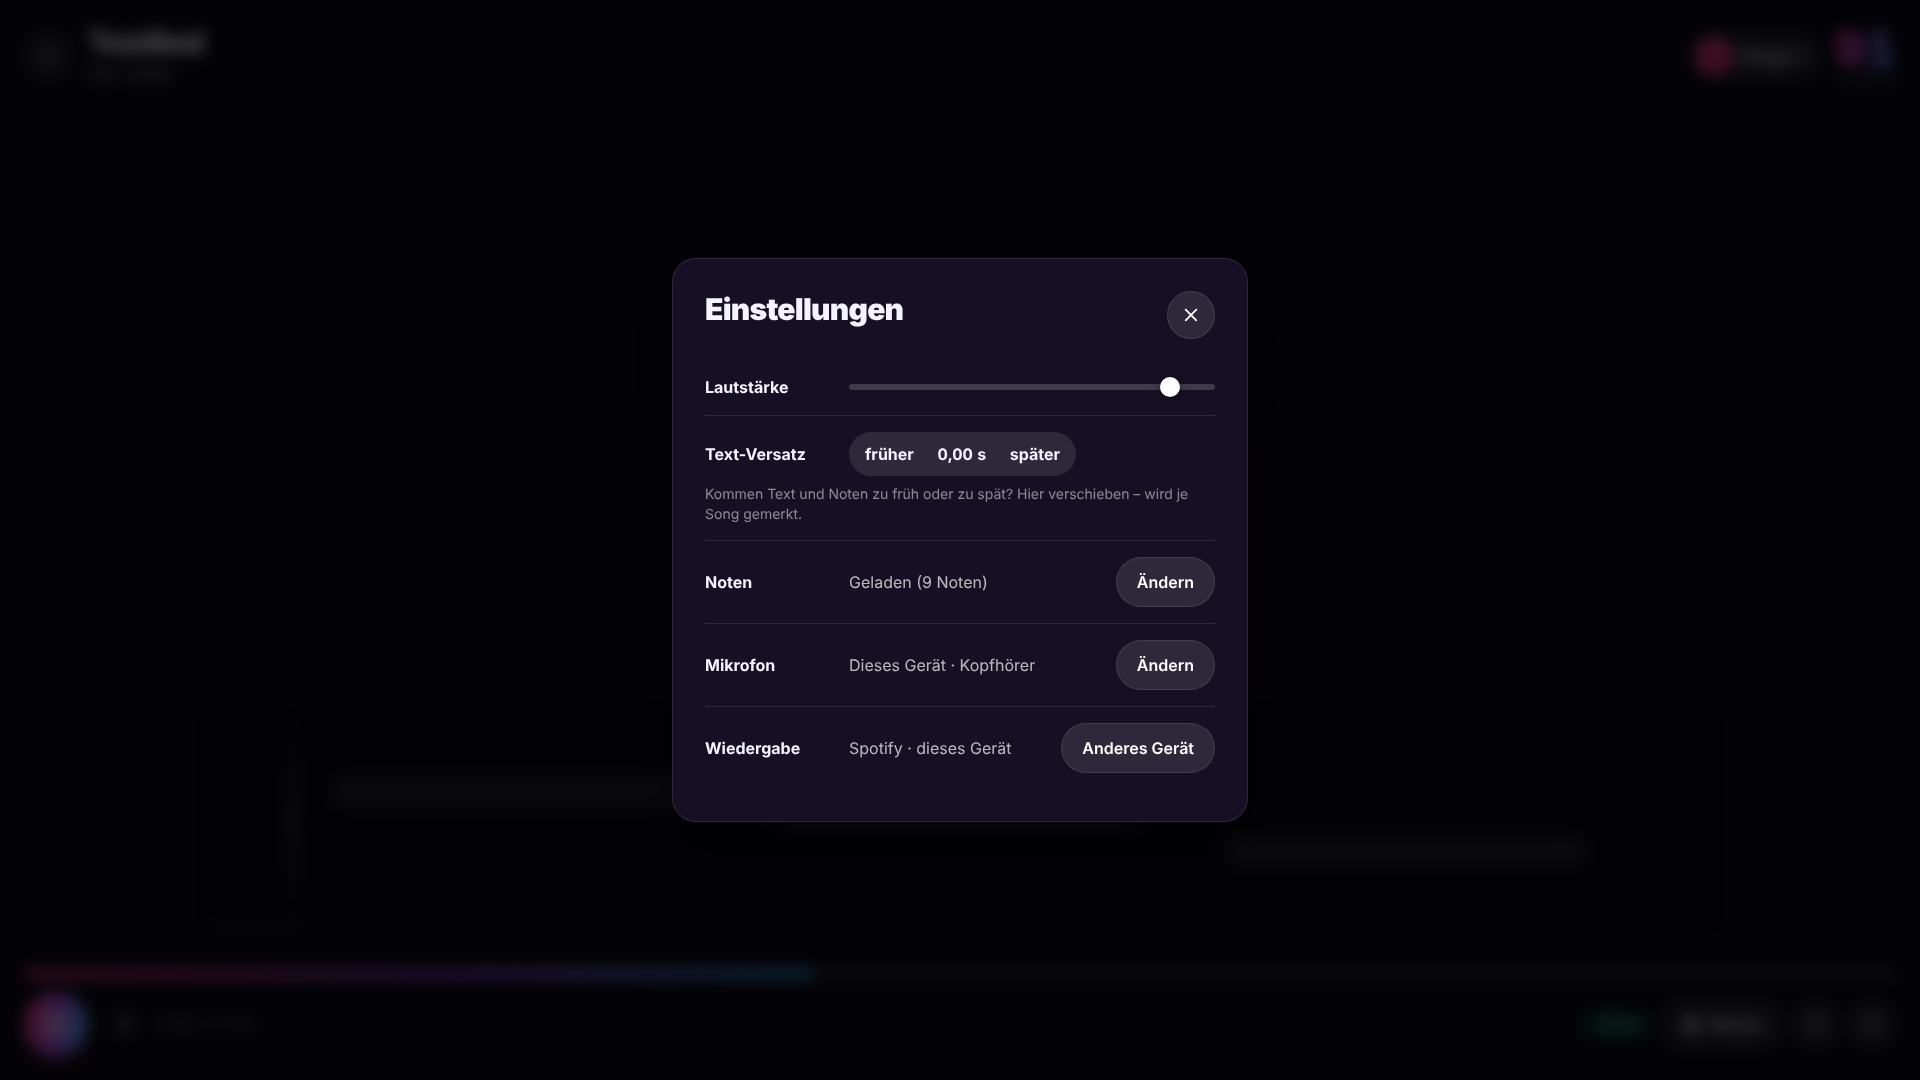 Einstellungen
Lautstärke
Text-Versatz
früher 0,00 s später
Kommen Text und Noten zu früh oder zu spät? Hier verschieben – wird je
Song gemerkt.
Noten Geladen (9 Noten) Ändern
Mikrofon Dieses Gerät · Kopfhörer Ändern
Wiedergabe Spotify · dieses Gerät Anderes Gerät